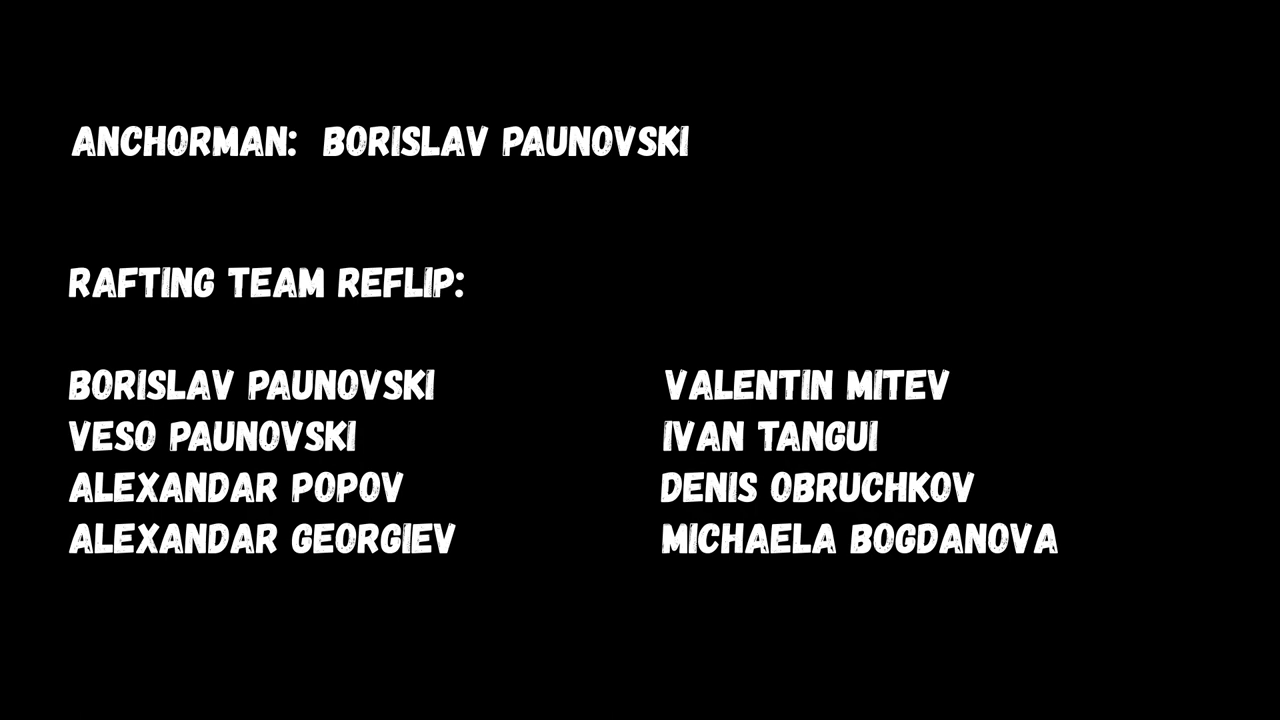 ANCHORMAN: BORISLAV PAUNOVSKI
RAFTING TEAM REFLIP:
BORISLAV PAUNOVSKI
VESO PAUNOVSKI
ALEXANDAR POPOV
ALEXANDAR GEORGIEV
VALENTIN MITEV
IVAN TANGUI
DENIS OBRUCHKOV
MICHAELA BOGDANOVA